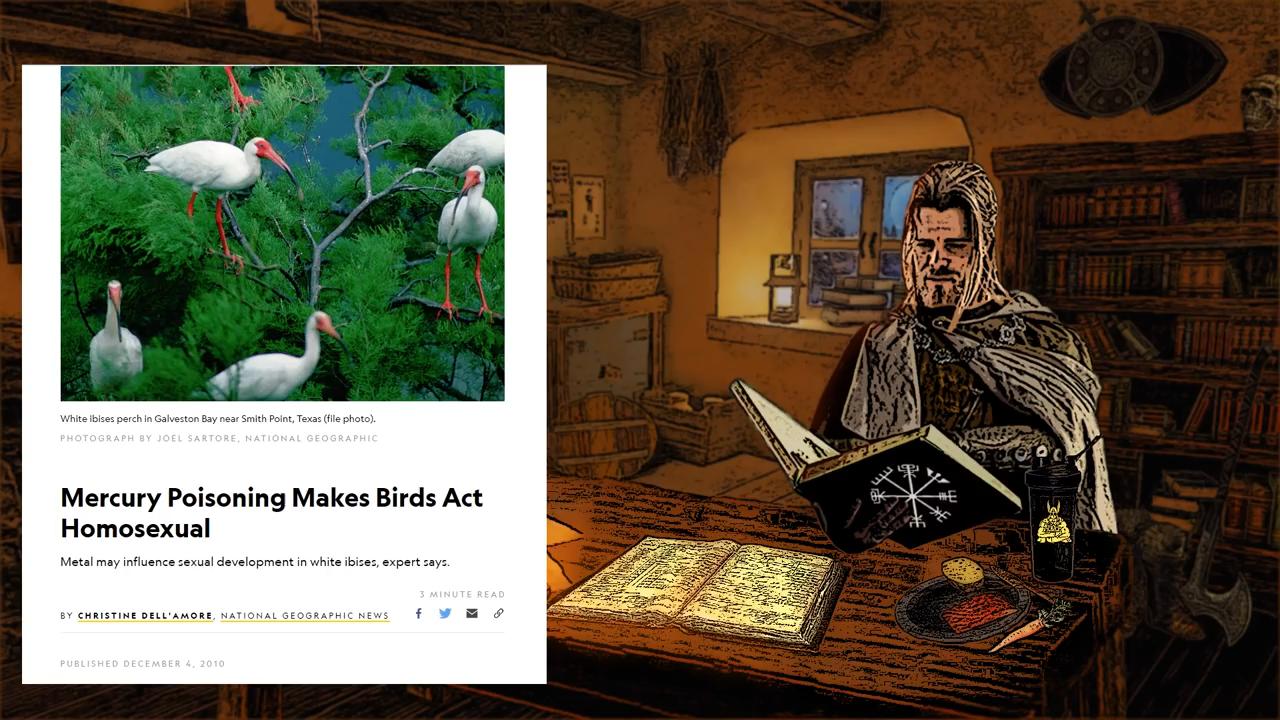 White ibises perch in Galveston Bay near Smith Point, Texas (file photo).
PHOTOGRAPH BY JOEL SARTORE, NATIONAL GEOGRAPHIC
Mercury Poisoning Makes Birds Act
Homosexual
Metal may influence sexual development in white ibises, expert says.
3 MINUTE READ
BY CHRISTINE DELL'AMORE, NATIONAL GEOGRAPHIC NEWS
PUBLISHED DECEMBER 4, 2010